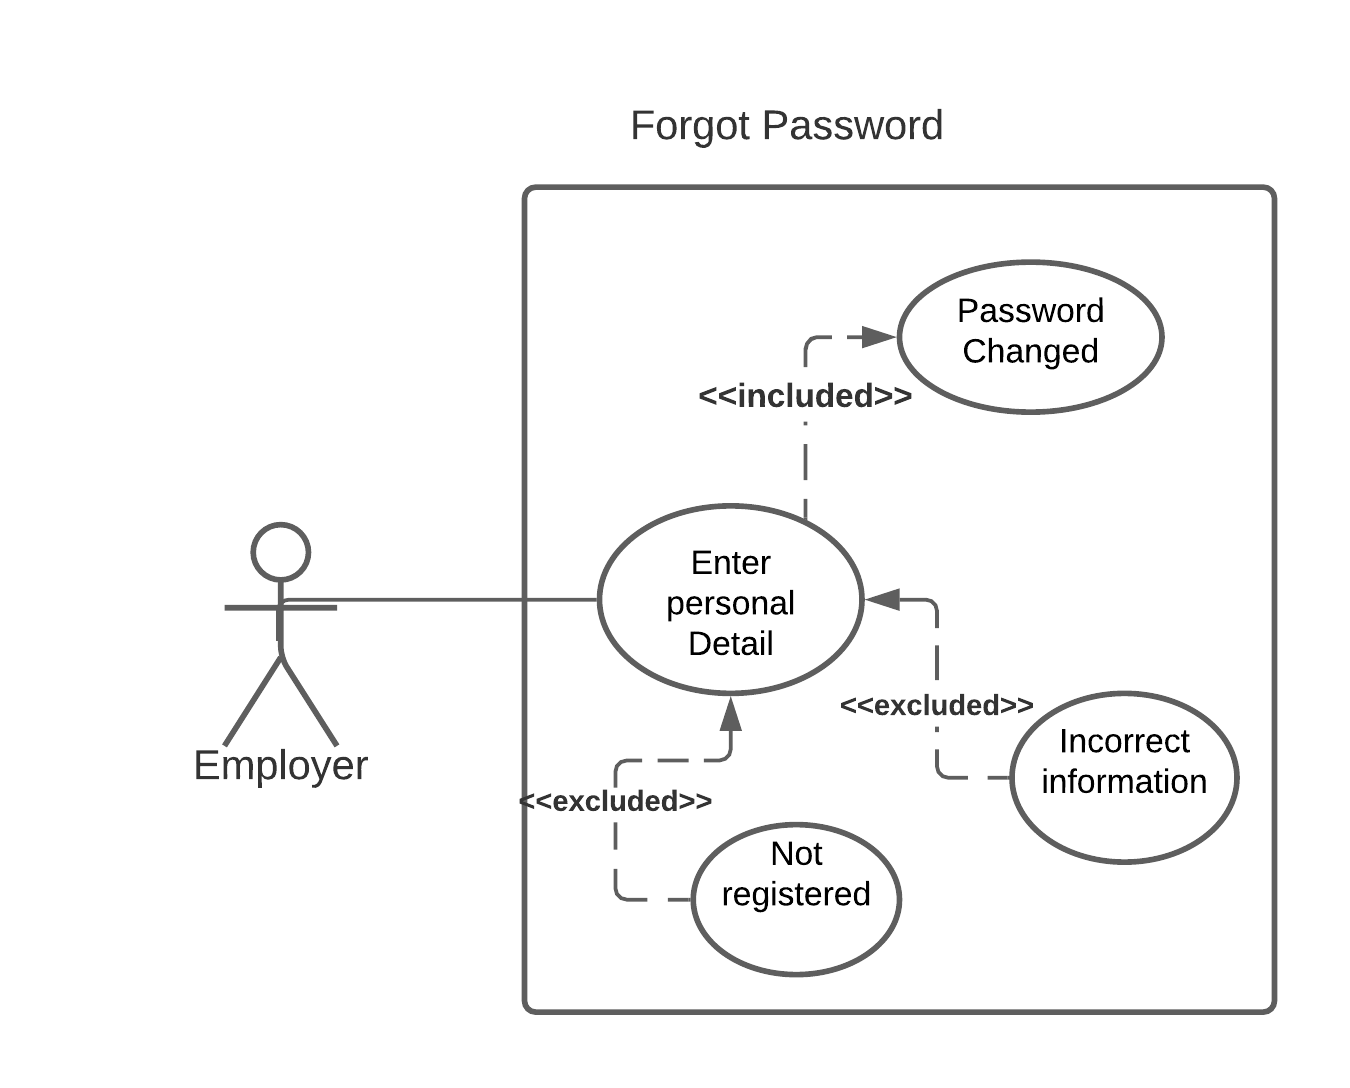 Forgot Password
Password
Changed
<<included>>
Enter
personal
Detail
<<excluded>>
Incorrect
information
Employer
<<excluded>>
Not
registered